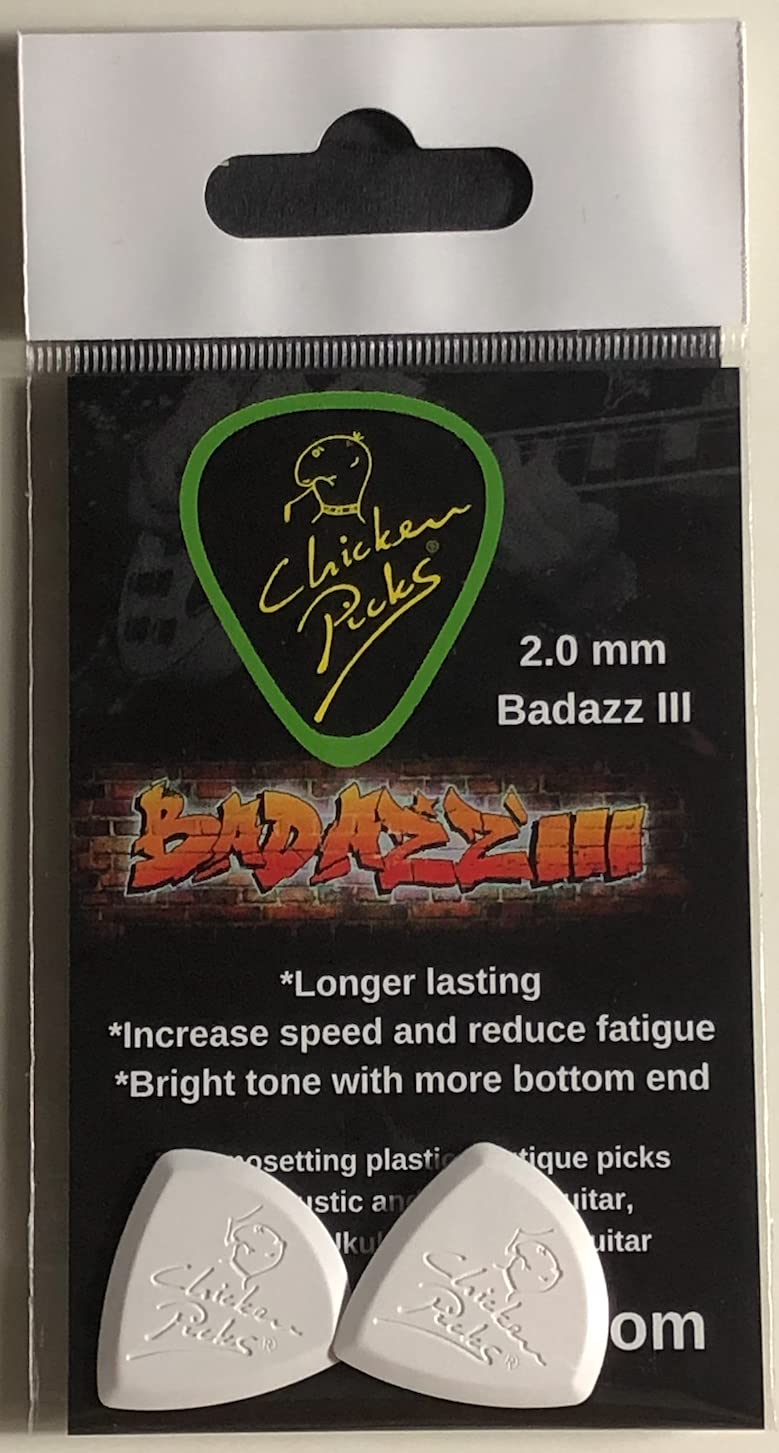 Chicken
Picks®
2.0 mm
Badazz III
BADAZZ III
*Longer lasting
*Increase speed and reduce fatigue
*Bright tone with more bottom end
picks
Chicken
Picks®
Chicken
Picks®